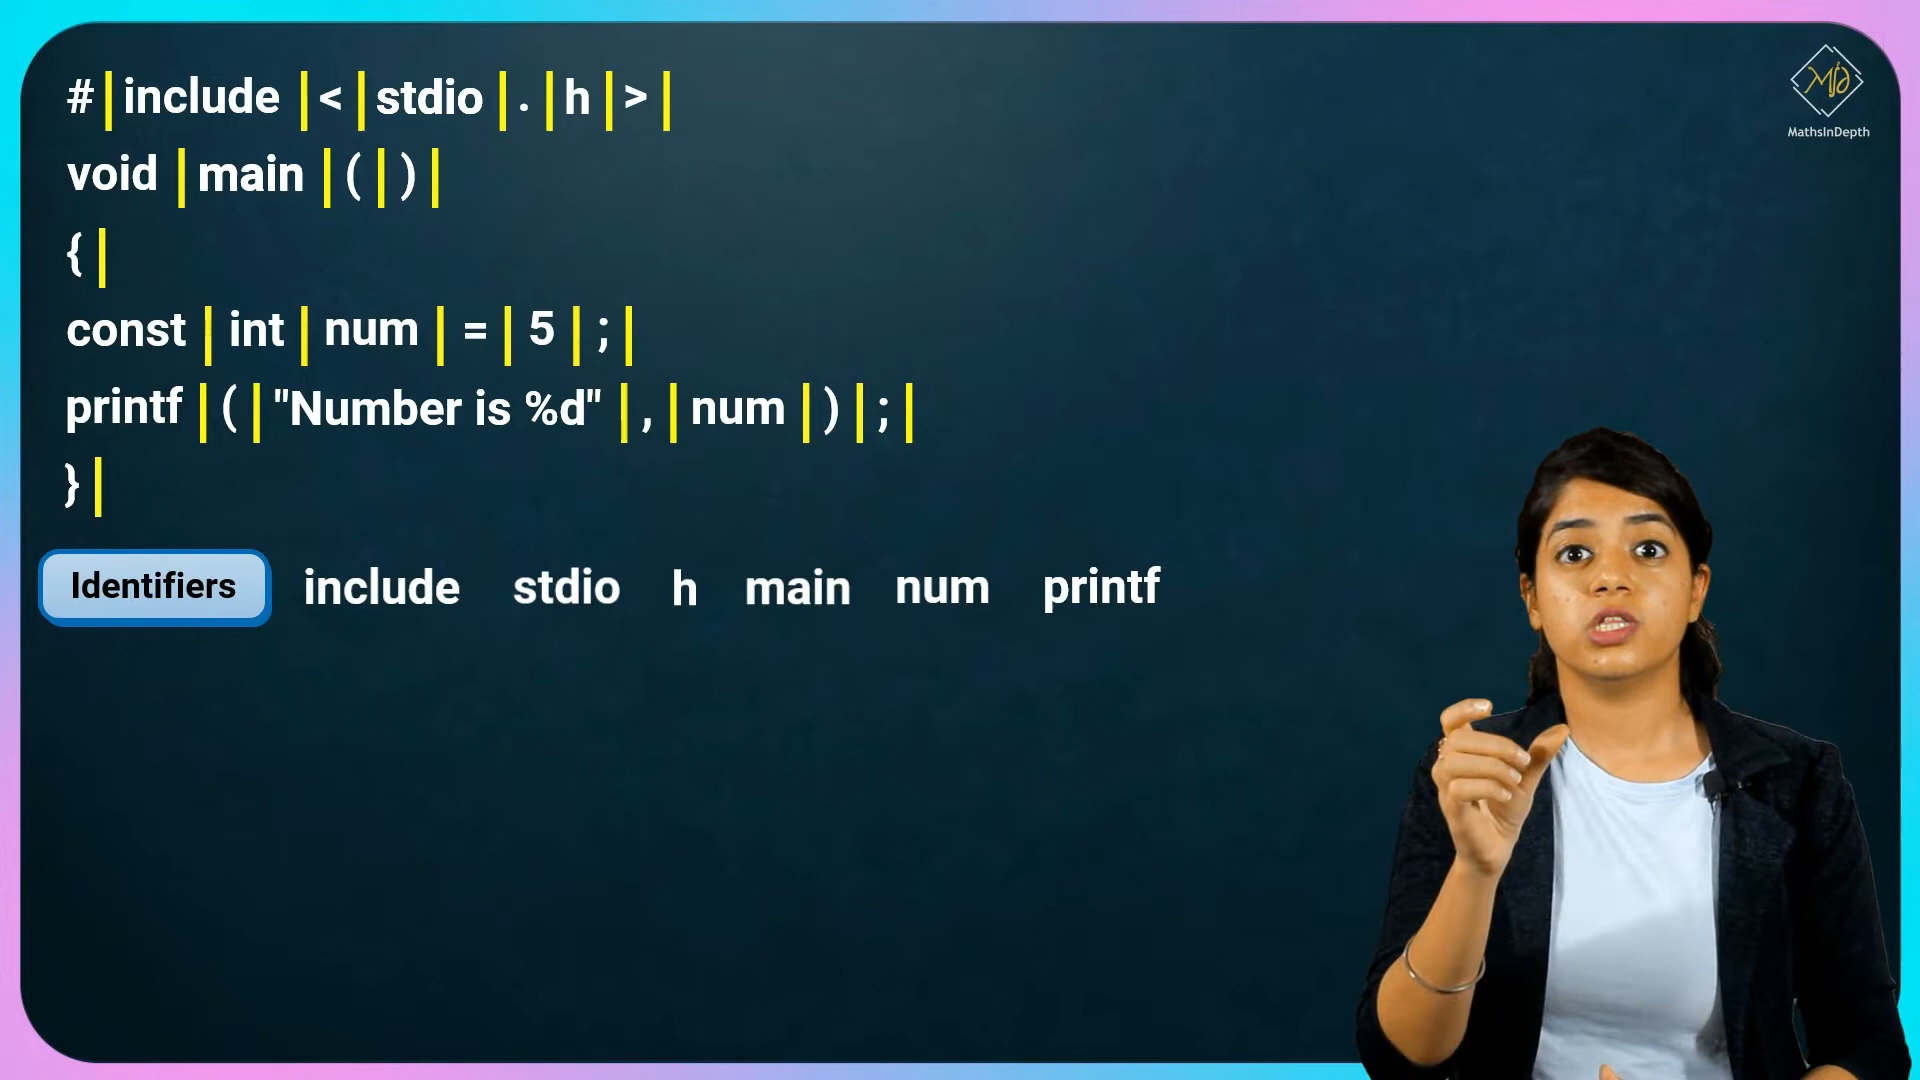 #|include|<|stdio|.|h|>|
void|main|(|)|
{|
const|int|num|=|5|;|
printf|(|"Number is %d"|,|num|)|;|
}|
Identifiers include stdio h main num printf
MathsInDepth